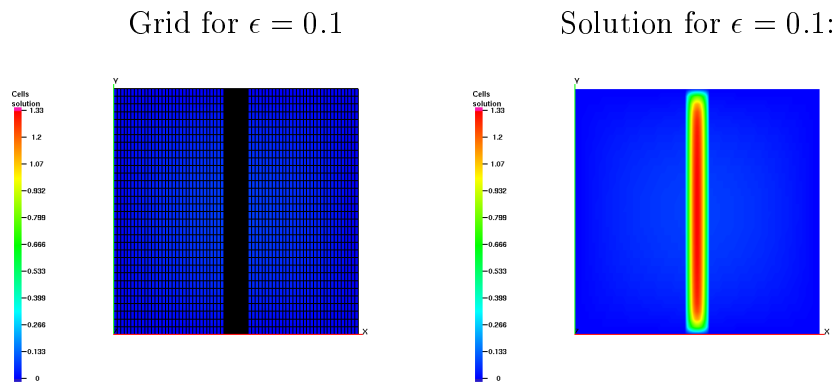 Grid for ϵ = 0.1
Solution for ϵ = 0.1:
Y
Cells
solution
1.33
1.2
1.07
0.932
0.799
0.666
0.533
0.399
0.266
0.133
0
X
Y
Cells
solution
1.33
1.2
1.07
0.932
0.799
0.666
0.533
0.399
0.266
0.133
0
X